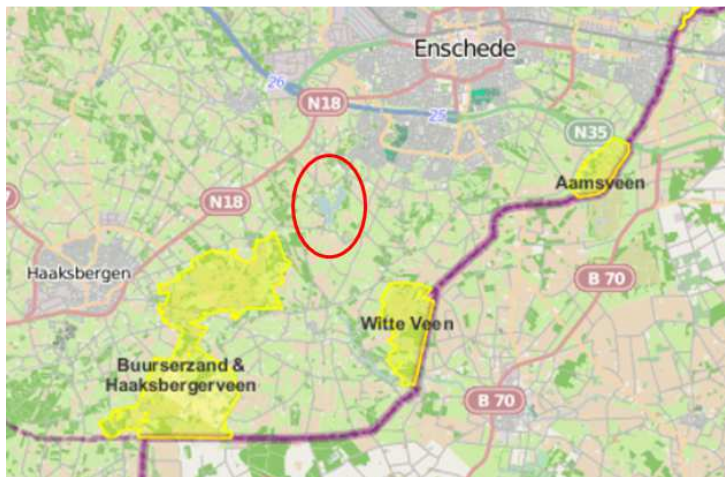 Enschede
26
N18
25
N35
Aamsveen
N18
Haaksbergen
B 70
Witte Veen
Buurserzand &
Haaksbergerveen
B 70